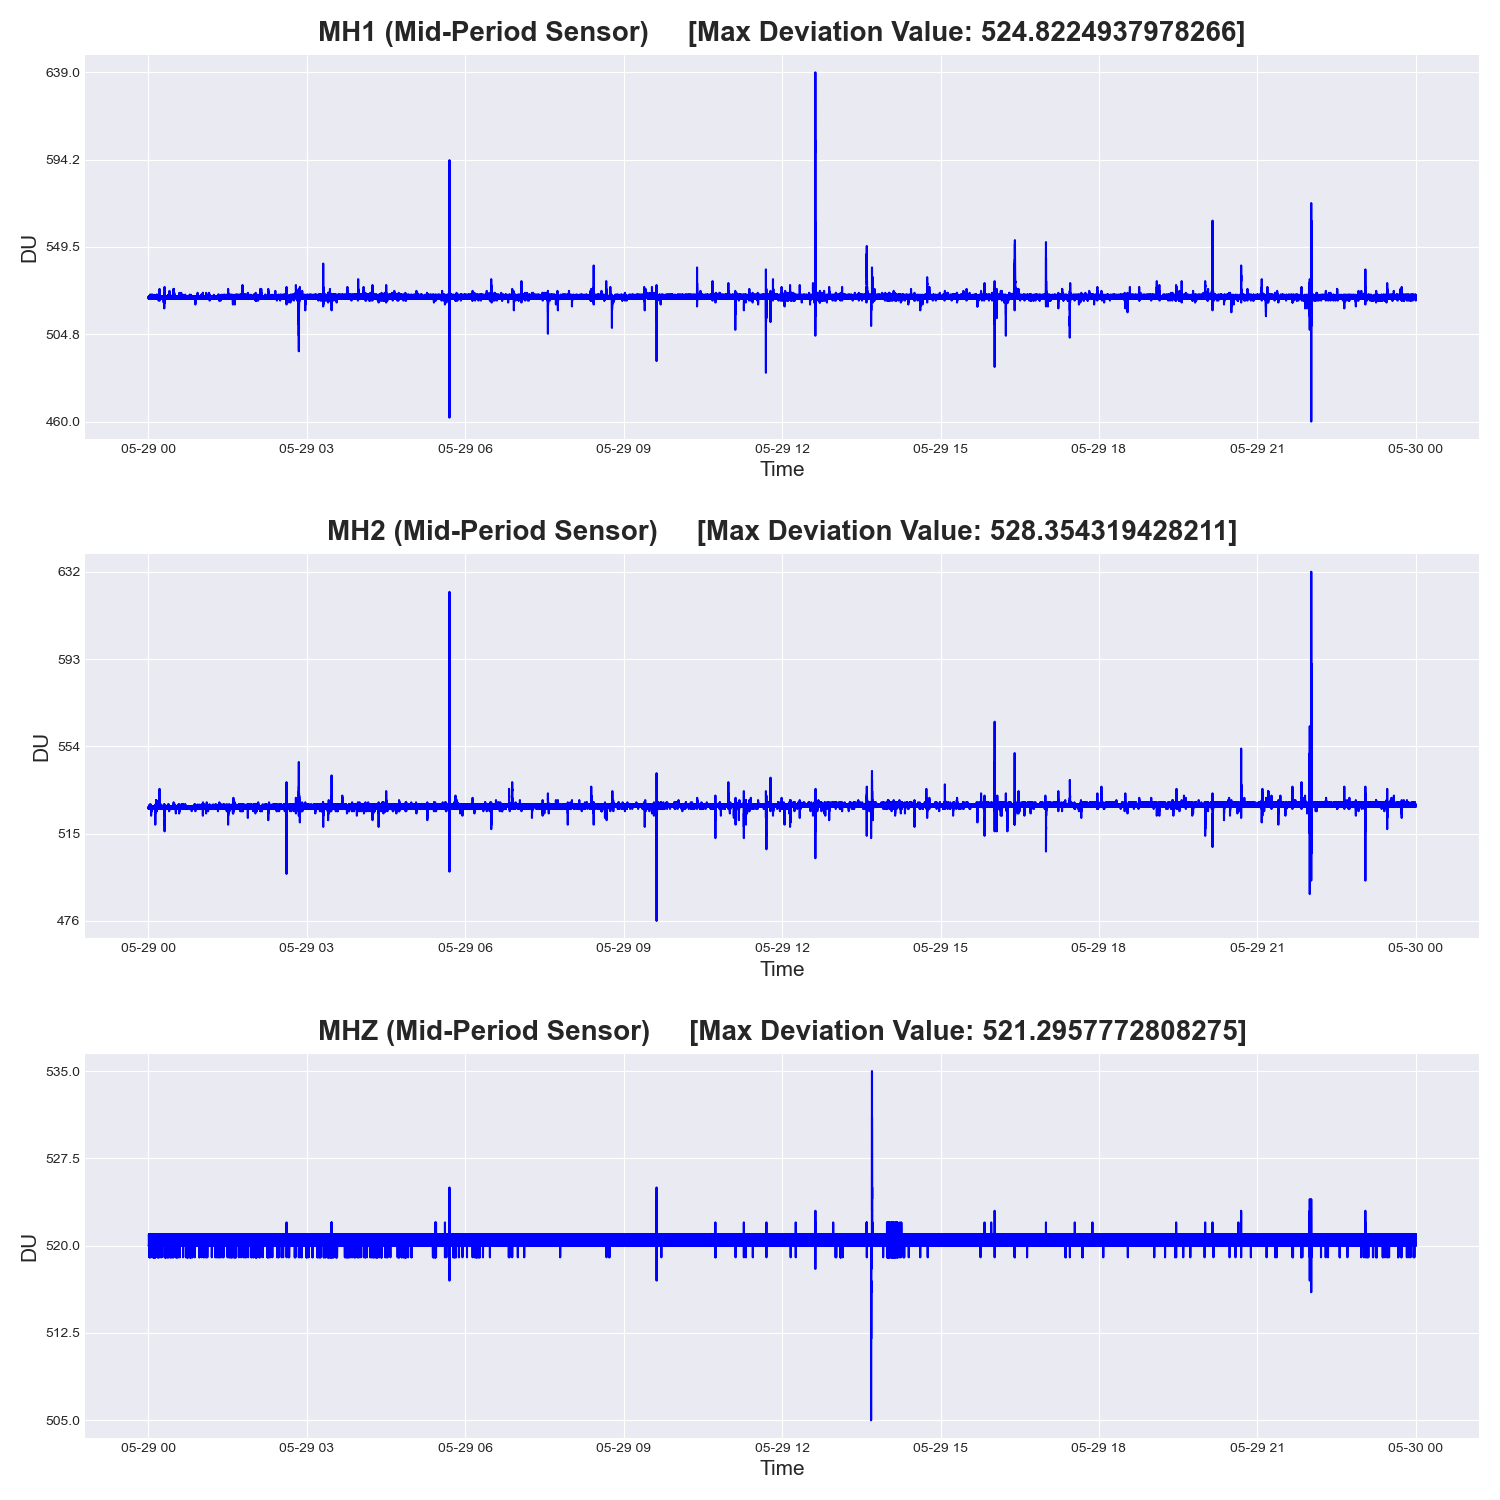 MH1 (Mid-Period Sensor) [Max Deviation Value: 524.8224937978266]
639.0
594.2
549.5
504.8
460.0
DU
05-29 00 05-29 03 05-29 06 05-29 09 05-29 12 05-29 15 05-29 18 05-29 21 05-30 00
Time
MH2 (Mid-Period Sensor) [Max Deviation Value: 528.354319428211]
632
593
554
515
476
DU
05-29 00 05-29 03 05-29 06 05-29 09 05-29 12 05-29 15 05-29 18 05-29 21 05-30 00
Time
MHZ (Mid-Period Sensor) [Max Deviation Value: 521.2957772808275]
535.0
527.5
520.0
512.5
505.0
DU
05-29 00 05-29 03 05-29 06 05-29 09 05-29 12 05-29 15 05-29 18 05-29 21 05-30 00
Time